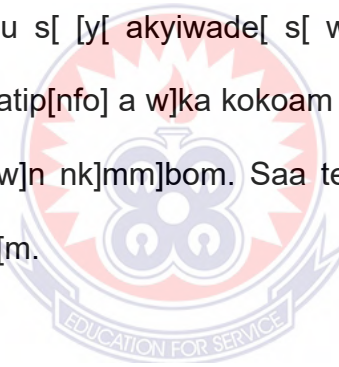 u s[ [y[ akyiwade[ s[ w
atip[nfo] a w]ka kokoam
w]n nk]mm]bom. Saa te
[m.
EDUCATION FOR SERVICE